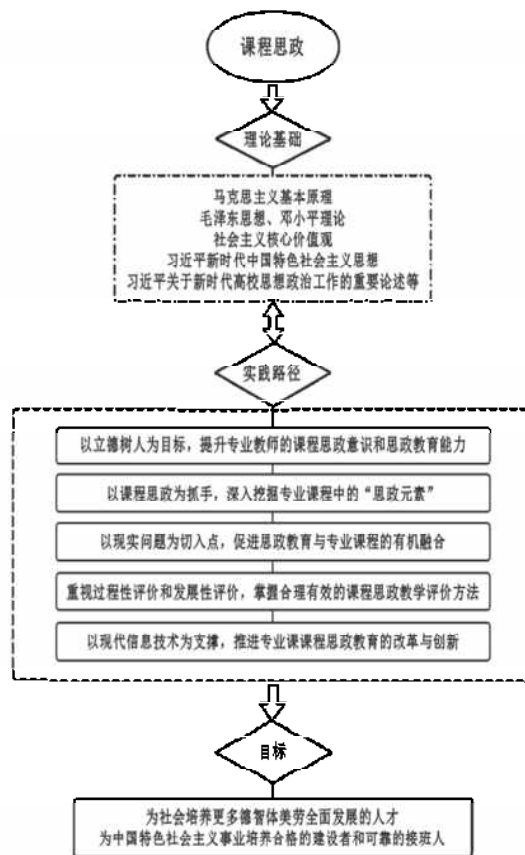 课程思政
理论基础
马克思主义基本原理
毛泽东思想、邓小平理论
社会主义核心价值观
习近平新时代中国特色社会主义思想
习近平关于新时代高校思想政治工作的重要论述等
实践路径
以立德树人为目标，提升专业教师的课程思政意识和思政教育能力
以课程思政为抓手，深入挖掘专业课程中的“思政元素”
以现实问题为切入点，促进思政教育与专业课程的有机融合
重视过程性评价和发展性评价，掌握合理有效的课程思政教学评价方法
以现代信息技术为支撑，推进专业课课程思政教育的改革与创新
目标
为社会培养更多德智体美劳全面发展的人才
为中国特色社会主义事业培养合格的建设者和可靠的接班人